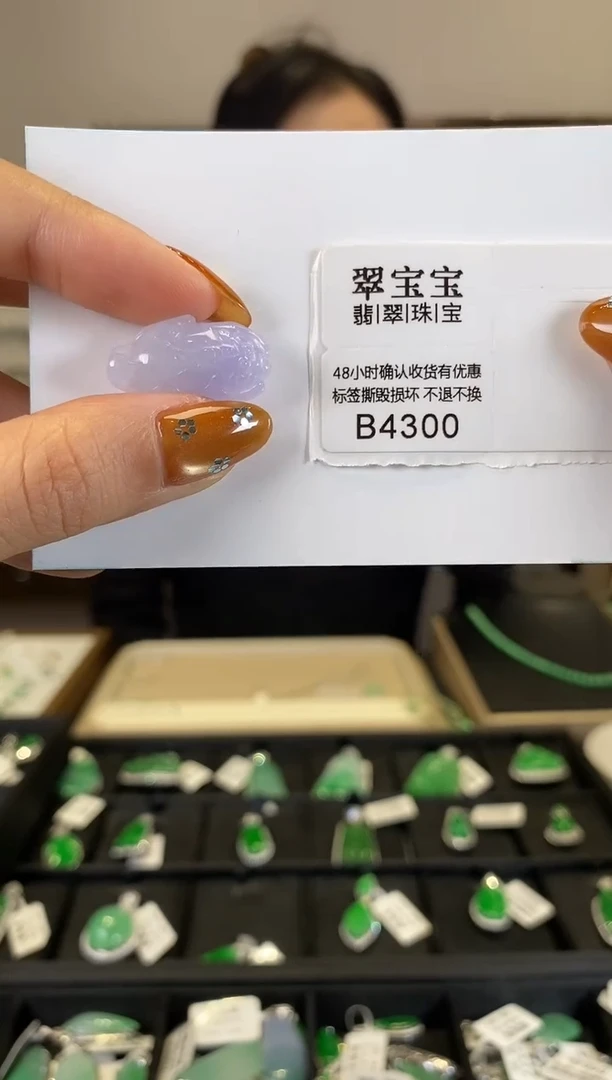 翠宝宝
翡|翠|珠|宝
48小时确认收货有优惠
标签撕毁损坏 不退不换
B4300